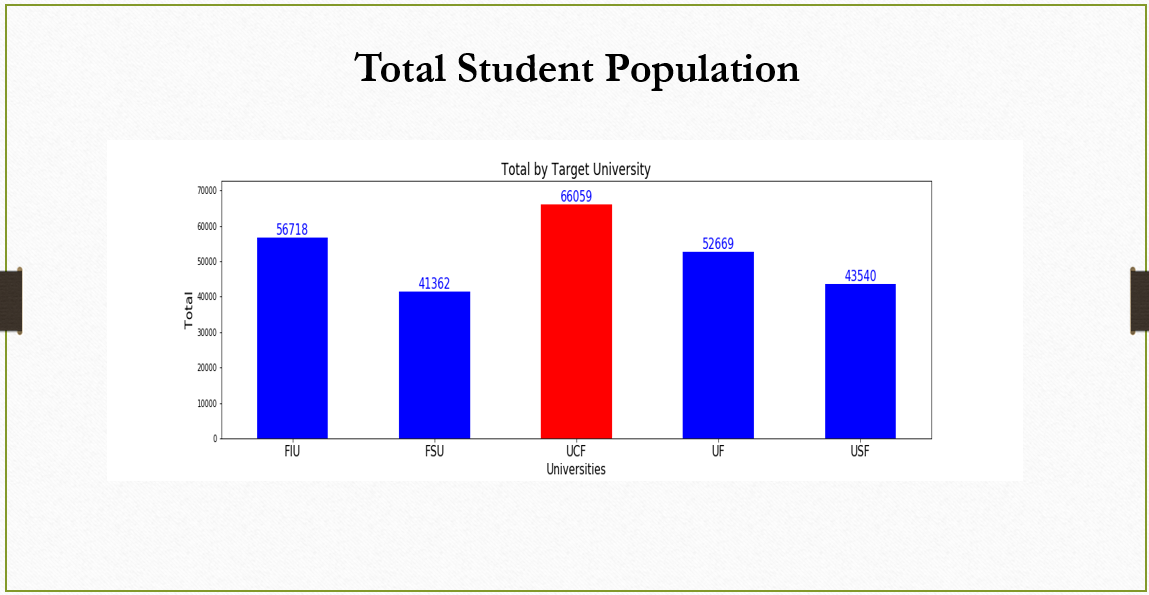 Total Student Population
Total by Target University
Total
70000
60000
50000
40000
30000
20000
10000
0
56718
41362
66059
52669
43540
FIU
FSU
UCF
UF
USF
Universities